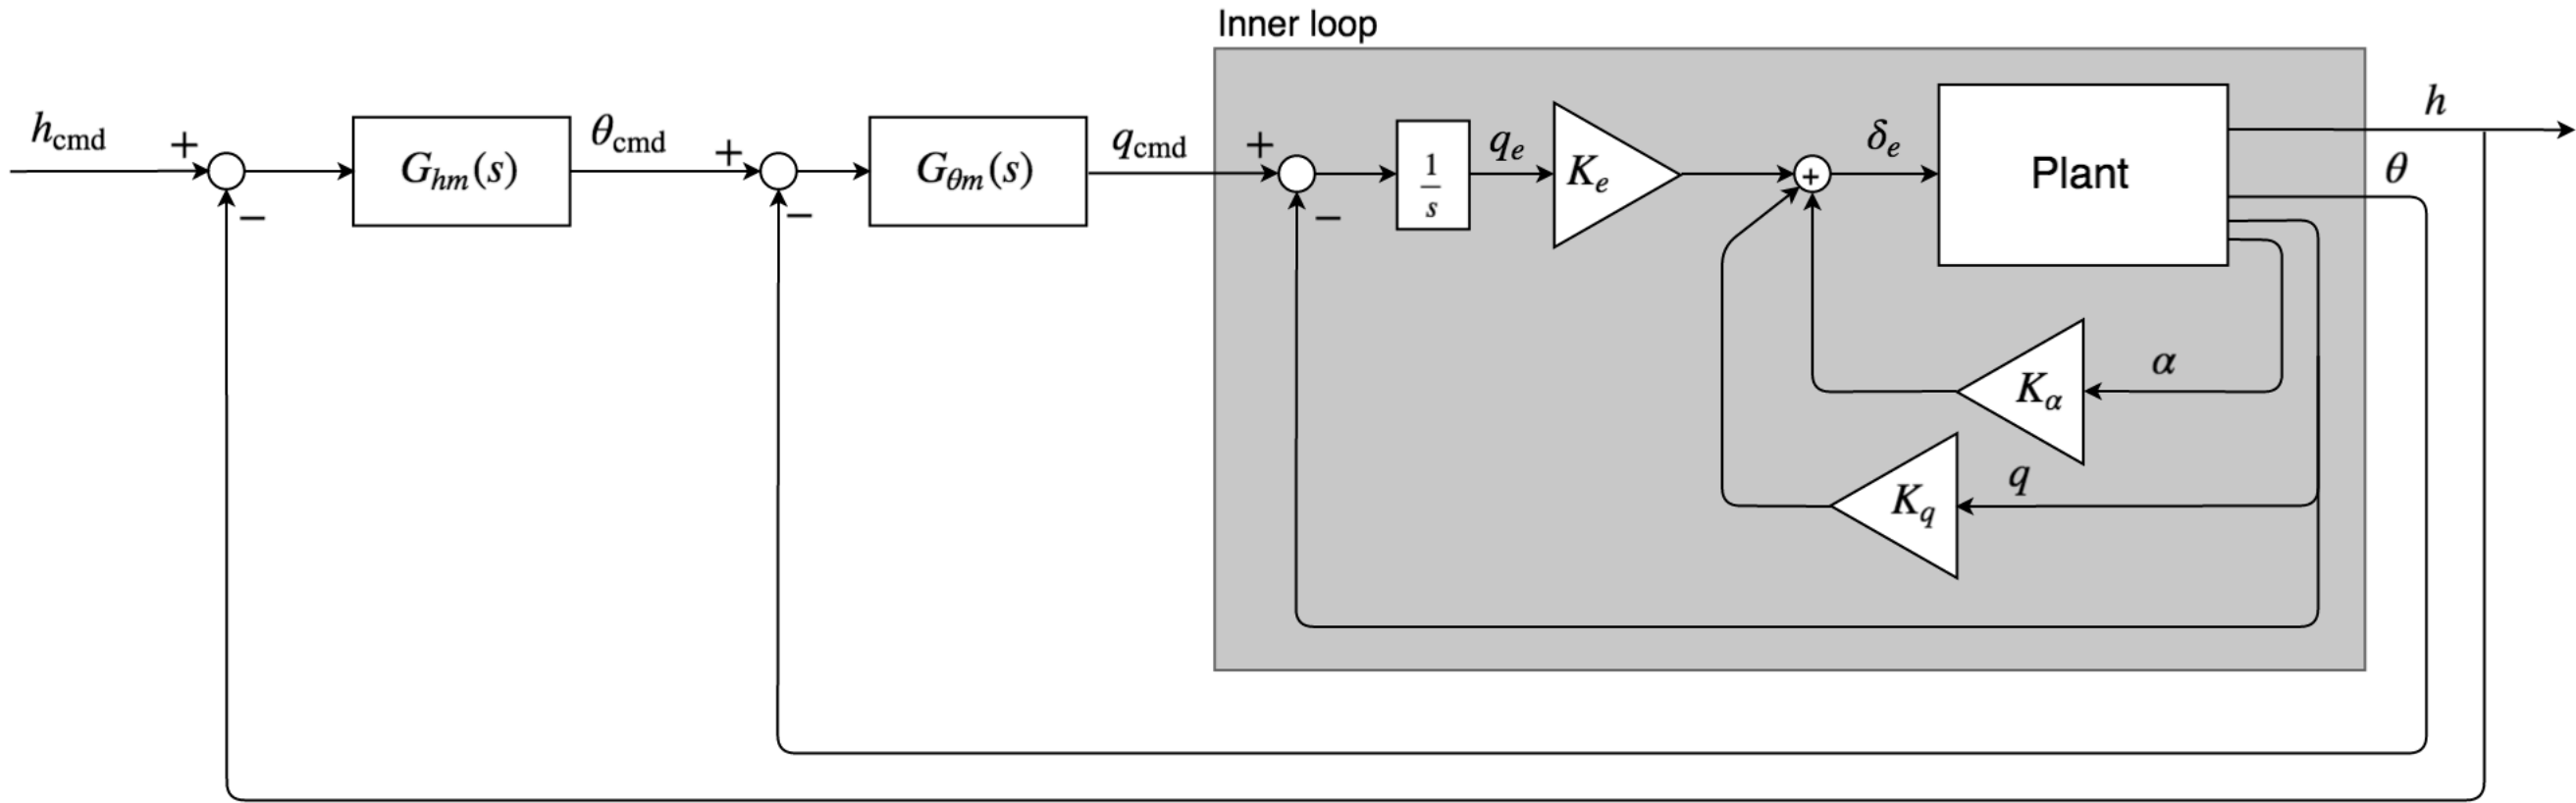 Inner loop
h_cmd
+
−
G_hm(s)
θ_cmd
+
−
G_θm(s)
q_cmd
+
−
1
s
q_e
K_e
+
δ_e
Plant
h
θ
α
K_α
q
K_q